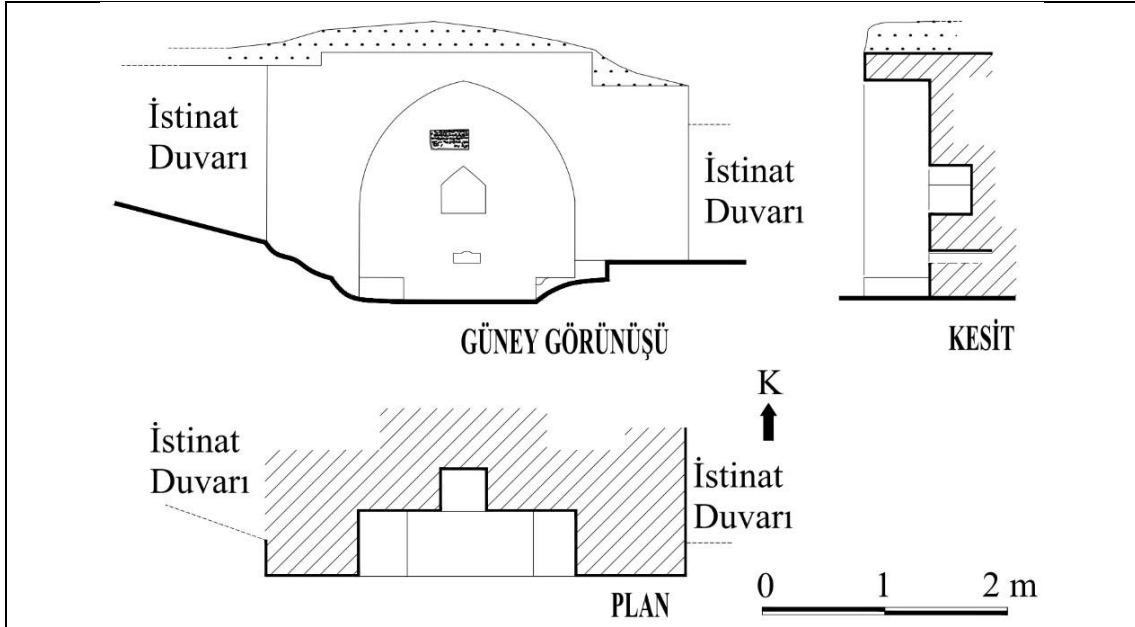 İstinat
Duvarı
İstinat
Duvarı
GÜNEY GÖRÜNÜŞÜ
KESİT
K
İstinat
Duvarı
İstinat
Duvarı
PLAN
0 1 2 m